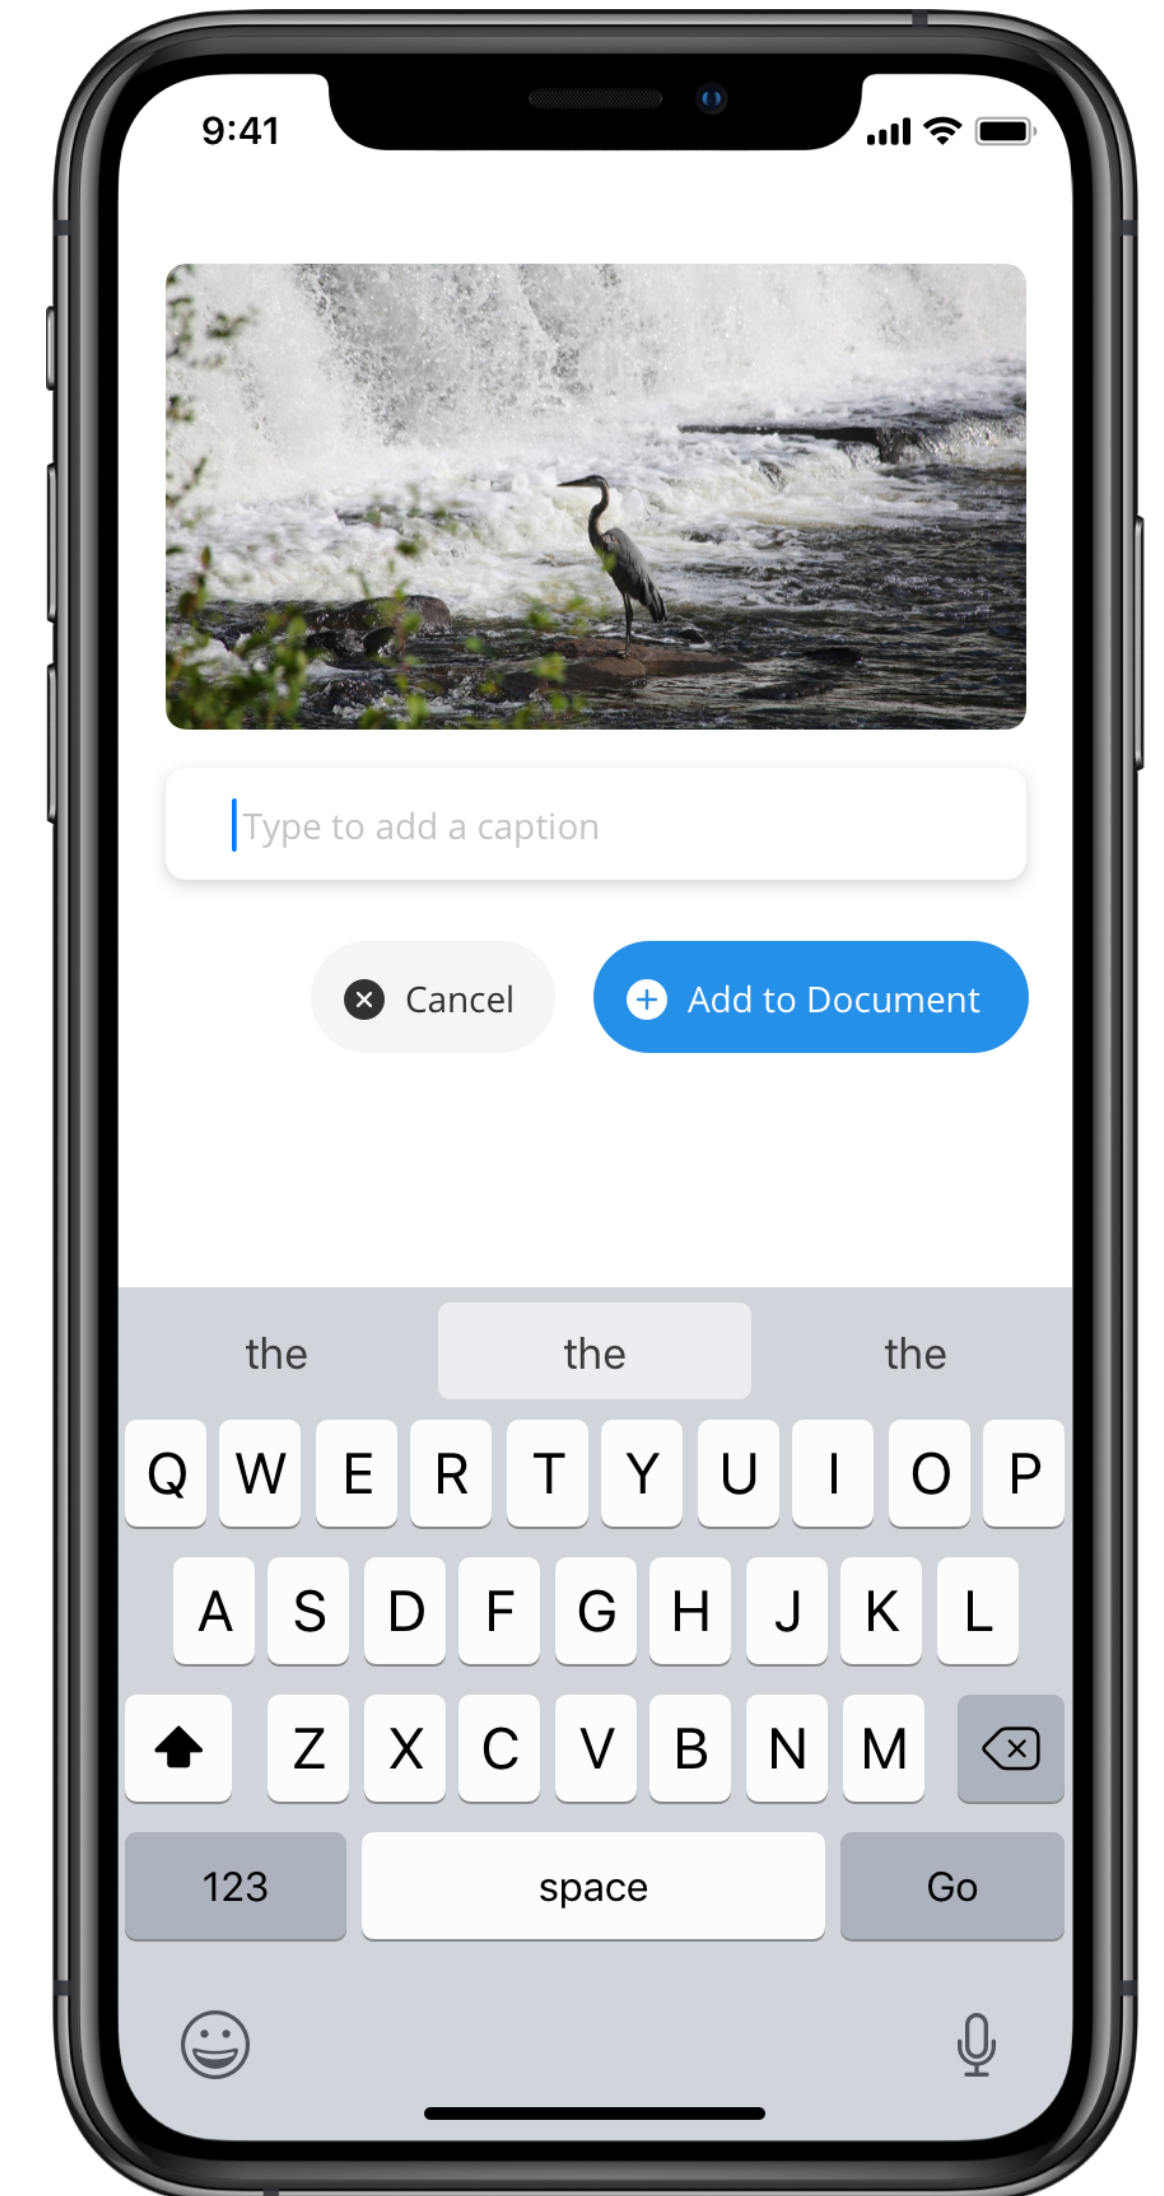 9:41
Type to add a caption
Cancel Add to Document
the the the
Q W E R T Y U I O P
A S D F G H J K L
Z X C V B N M
123 space Go